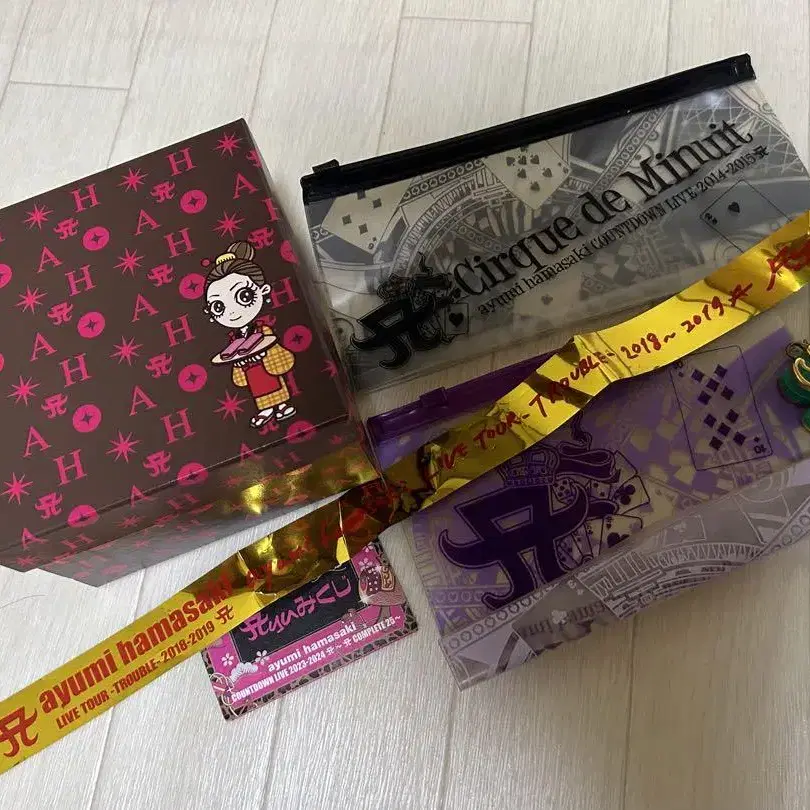 Cirque de Minuit
ayumi hamasaki COUNTDOWN LIVE 2014-2015
LIVE TOUR -TROUBLE- 2018~2019
ayumi hamasaki
LIVE TOUR -TROUBLE- 2018-2019
みくじ
ayumi hamasaki
COUNTDOWN LIVE 2023-2024 ~ COMPLETE 25~
A H
10